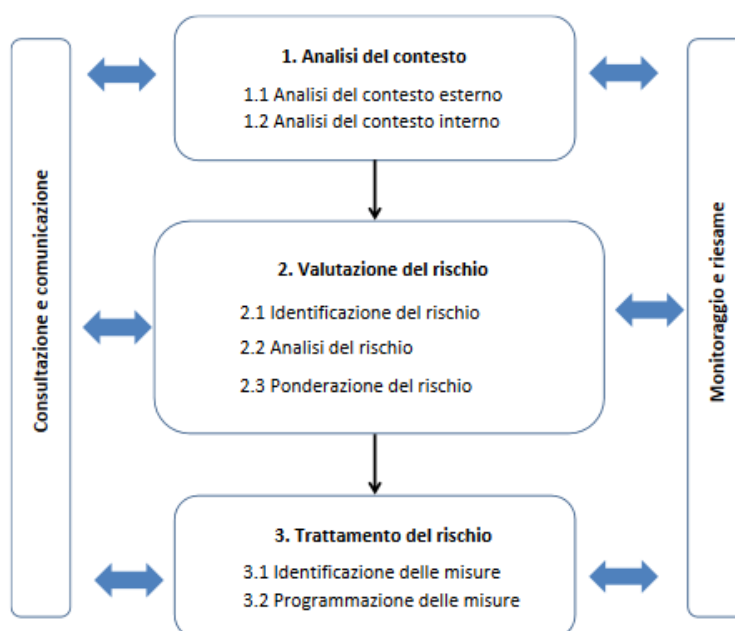 Consultazione e comunicazione
1. Analisi del contesto
1.1 Analisi del contesto esterno
1.2 Analisi del contesto interno
2. Valutazione del rischio
2.1 Identificazione del rischio
2.2 Analisi del rischio
2.3 Ponderazione del rischio
3. Trattamento del rischio
3.1 Identificazione delle misure
3.2 Programmazione delle misure
Monitoraggio e riesame